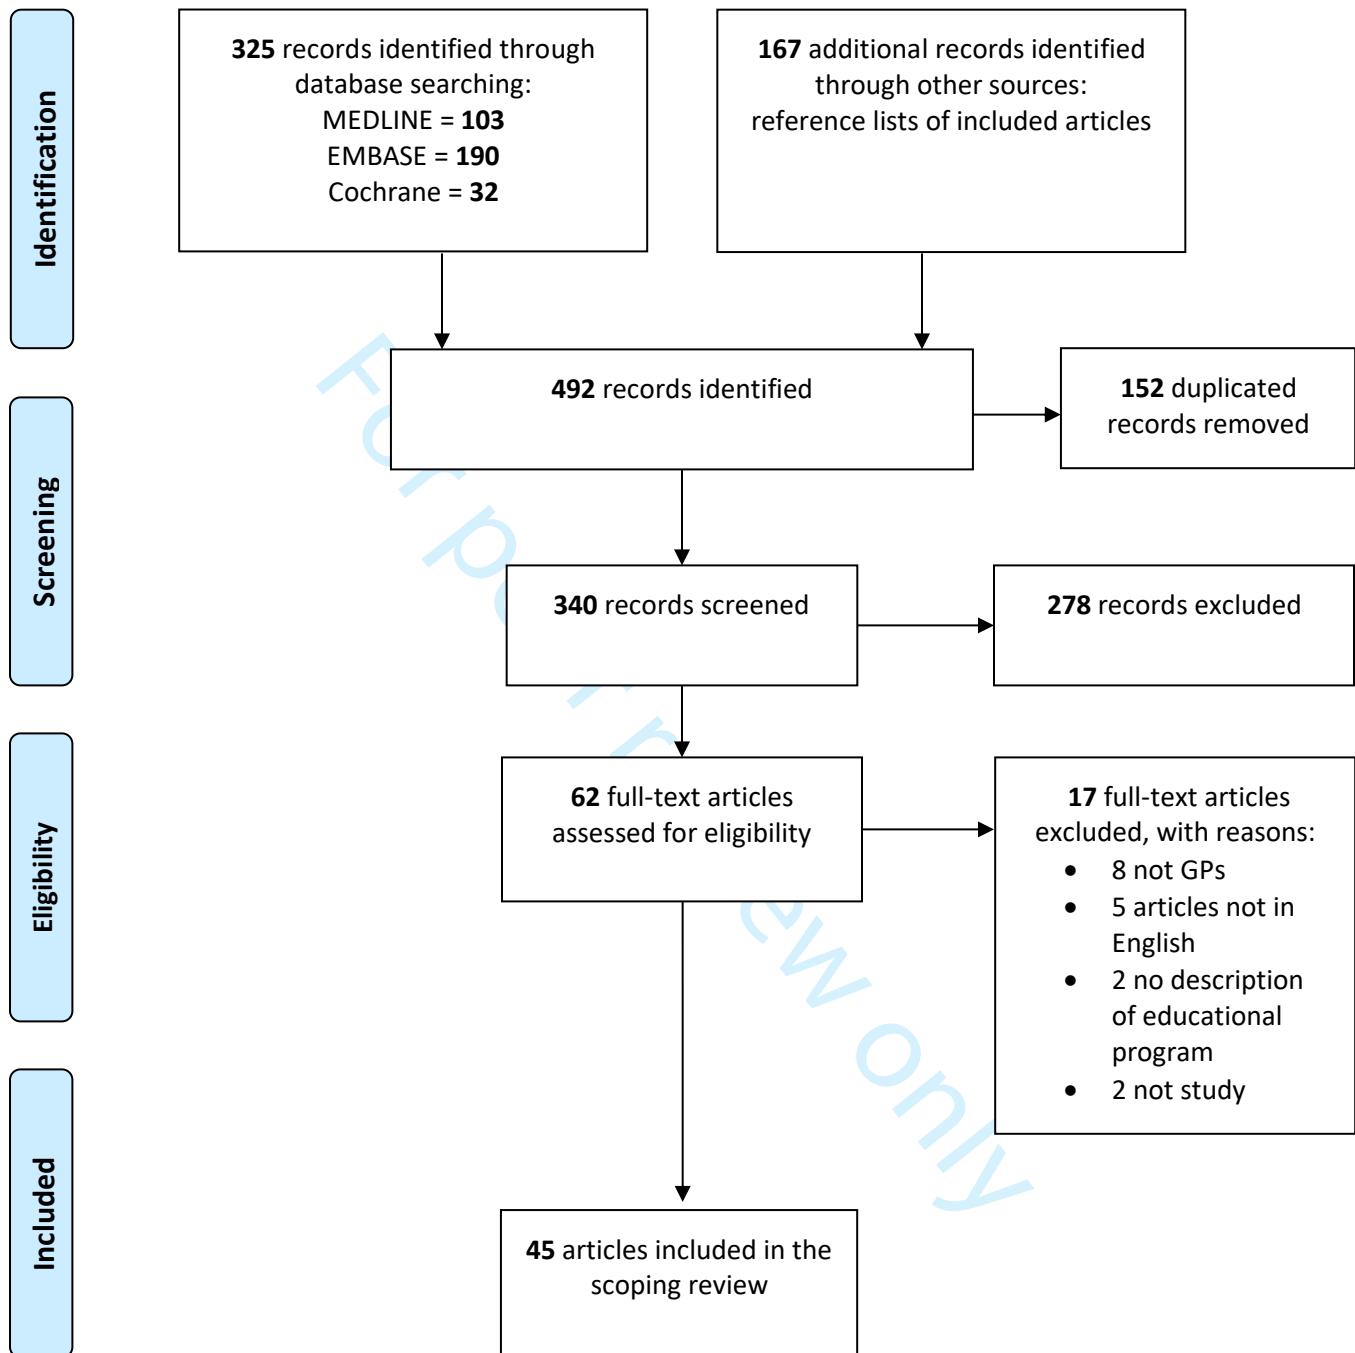 Identification
325 records identified through
database searching:
MEDLINE = 103
EMBASE = 190
Cochrane = 32
167 additional records identified
through other sources:
reference lists of included articles
492 records identified
152 duplicated
records removed
Screening
340 records screened
278 records excluded
Eligibility
62 full-text articles
assessed for eligibility
17 full-text articles
excluded, with reasons:
• 8 not GPs
• 5 articles not in
English
• 2 no description
of educational
program
• 2 not study
Included
45 articles included in the
scoping review
For peer review only